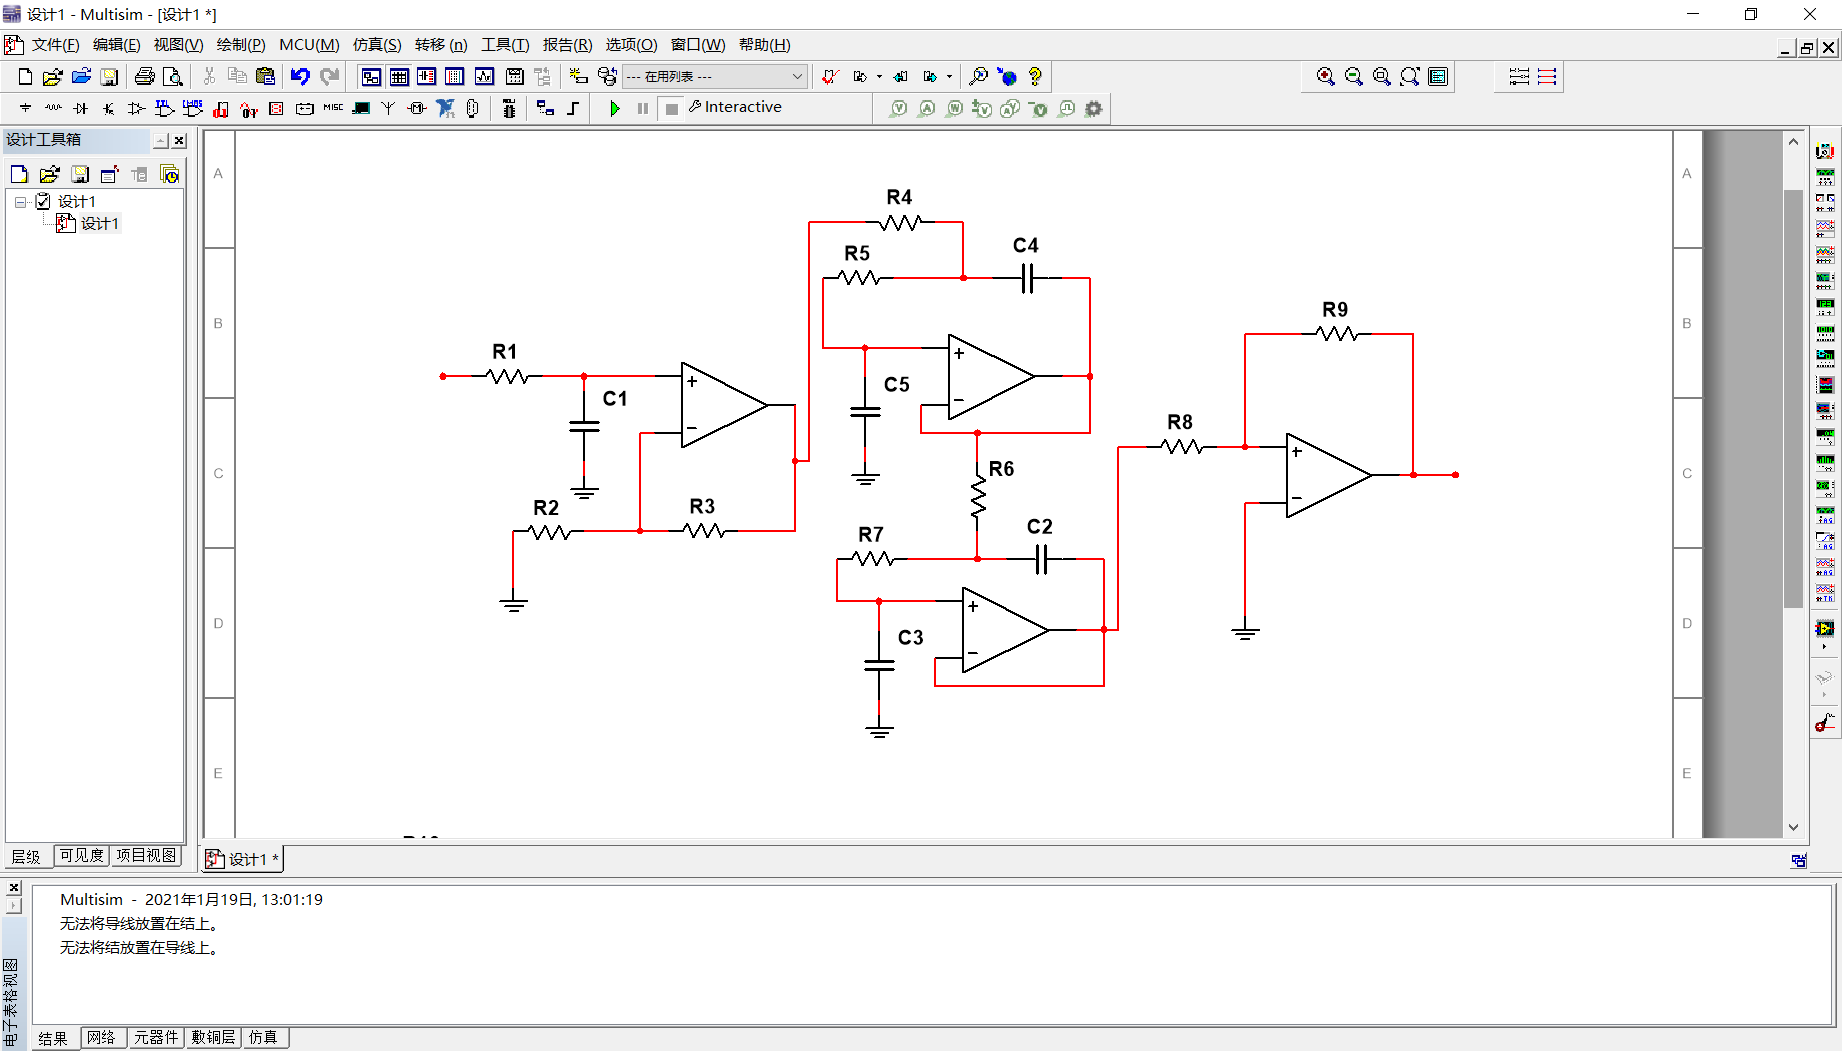 设计1 - Multisim - [设计1 *]
文件(F) 编辑(E) 视图(V) 绘制(P) MCU(M) 仿真(S) 转移 (n) 工具(T) 报告(R) 选项(O) 窗口(W) 帮助(H)
--- 在用列表 ---
MISC Interactive
设计工具箱
设计1
设计1
A
B
C
D
E
A
B
C
D
E
R4
R5
C4
R9
R1
C1
C5
R8
R6
R2
R3
R7
C2
C3
层级 可见度 项目视图
设计1 *
Multisim - 2021年1月19日, 13:01:19
无法将导线放置在结上。
无法将结放置在导线上。
电子表格视图
结果 网络 元器件 敷铜层 仿真